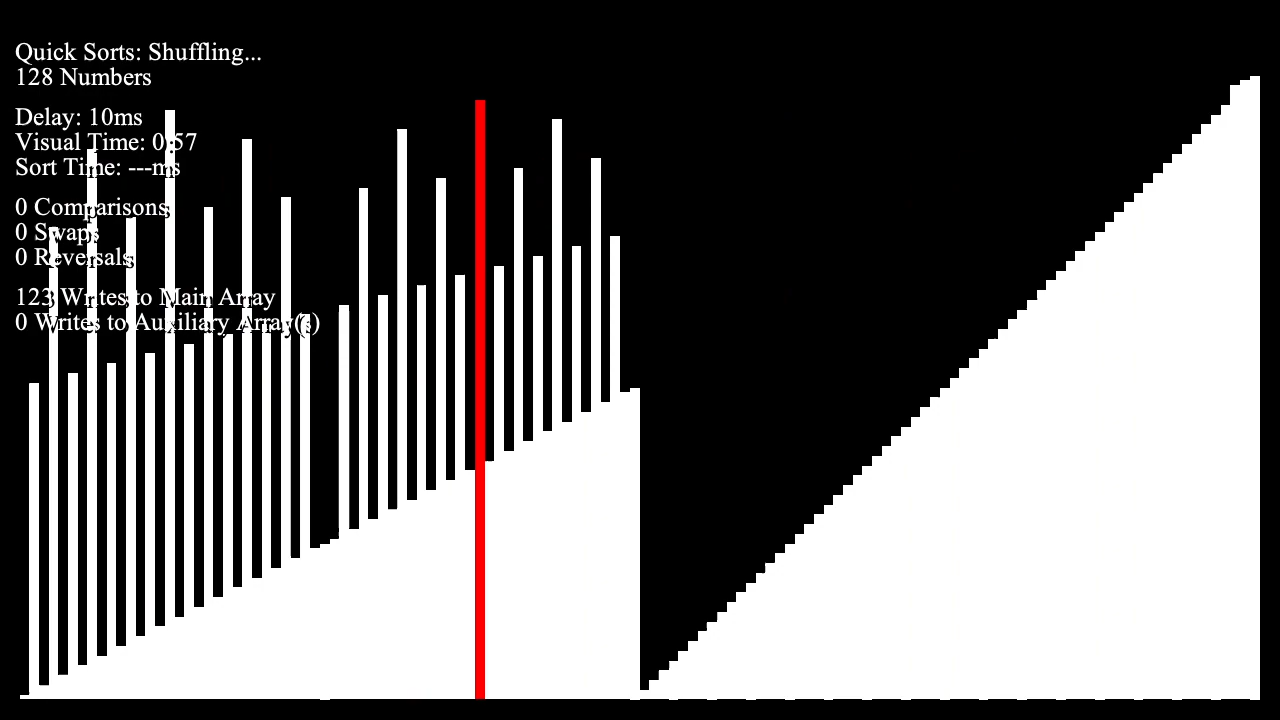 Quick Sorts: Shuffling...
128 Numbers
Delay: 10ms
Visual Time: 0:57
Sort Time: ---ms
0 Comparisons
0 Swaps
0 Reversals
123 Writes to Main Array
0 Writes to Auxiliary Array(s)